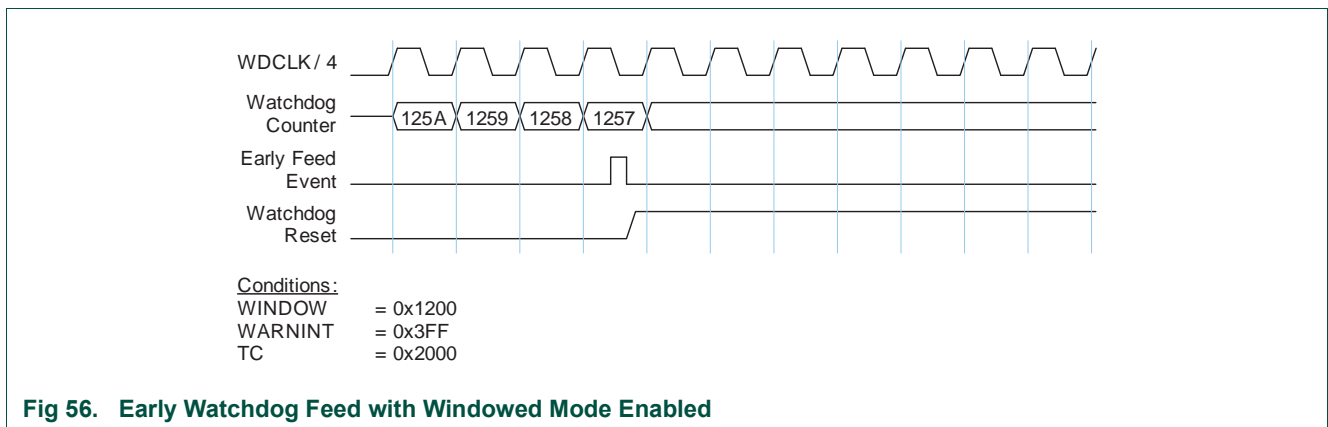 WDCLK / 4
Watchdog
Counter
125A 1259 1258 1257
Early Feed
Event
Watchdog
Reset
Conditions:
WINDOW = 0x1200
WARNINT = 0x3FF
TC = 0x2000
Fig 56. Early Watchdog Feed with Windowed Mode Enabled